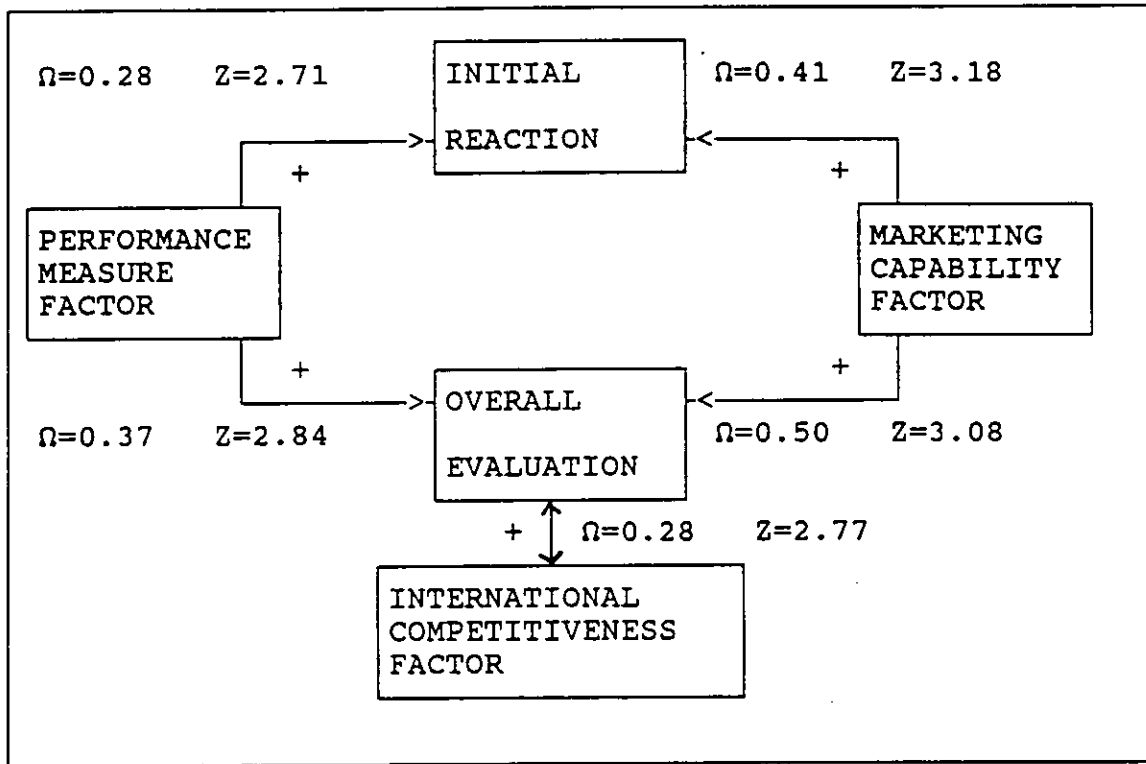 Ω=0.28 Z=2.71
INITIAL
REACTION
Ω=0.41 Z=3.18
+
+
PERFORMANCE
MEASURE
FACTOR
MARKETING
CAPABILITY
FACTOR
+
+
OVERALL
EVALUATION
Ω=0.37 Z=2.84
Ω=0.50 Z=3.08
+ Ω=0.28 Z=2.77
INTERNATIONAL
COMPETITIVENESS
FACTOR